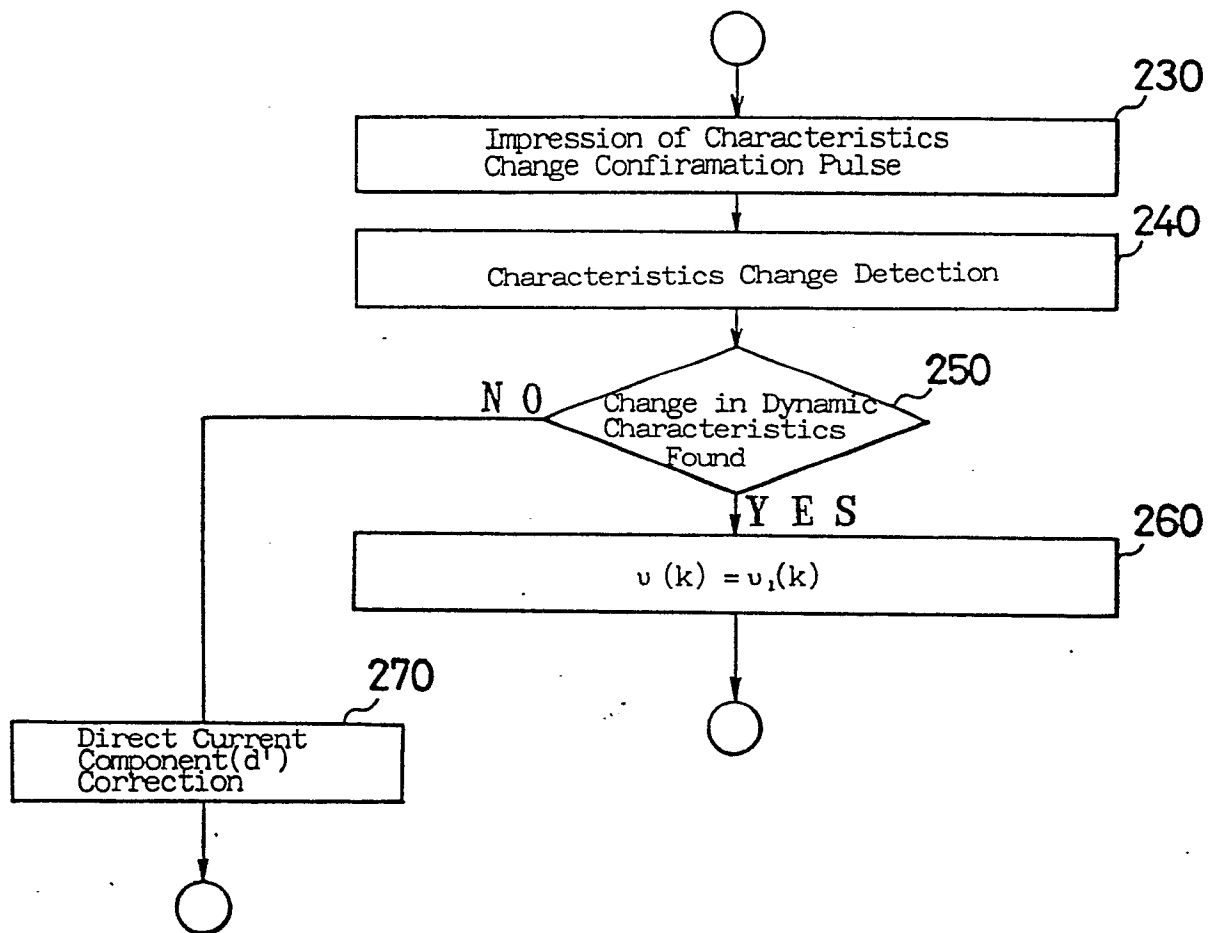 230
Impression of Characteristics
Change Confiramation Pulse
240
Characteristics Change Detection
250
N O
Change in Dynamic
Characteristics
Found
Y E S
260
υ (k) = υ₁(k)
270
Direct Current
Component(d')
Correction